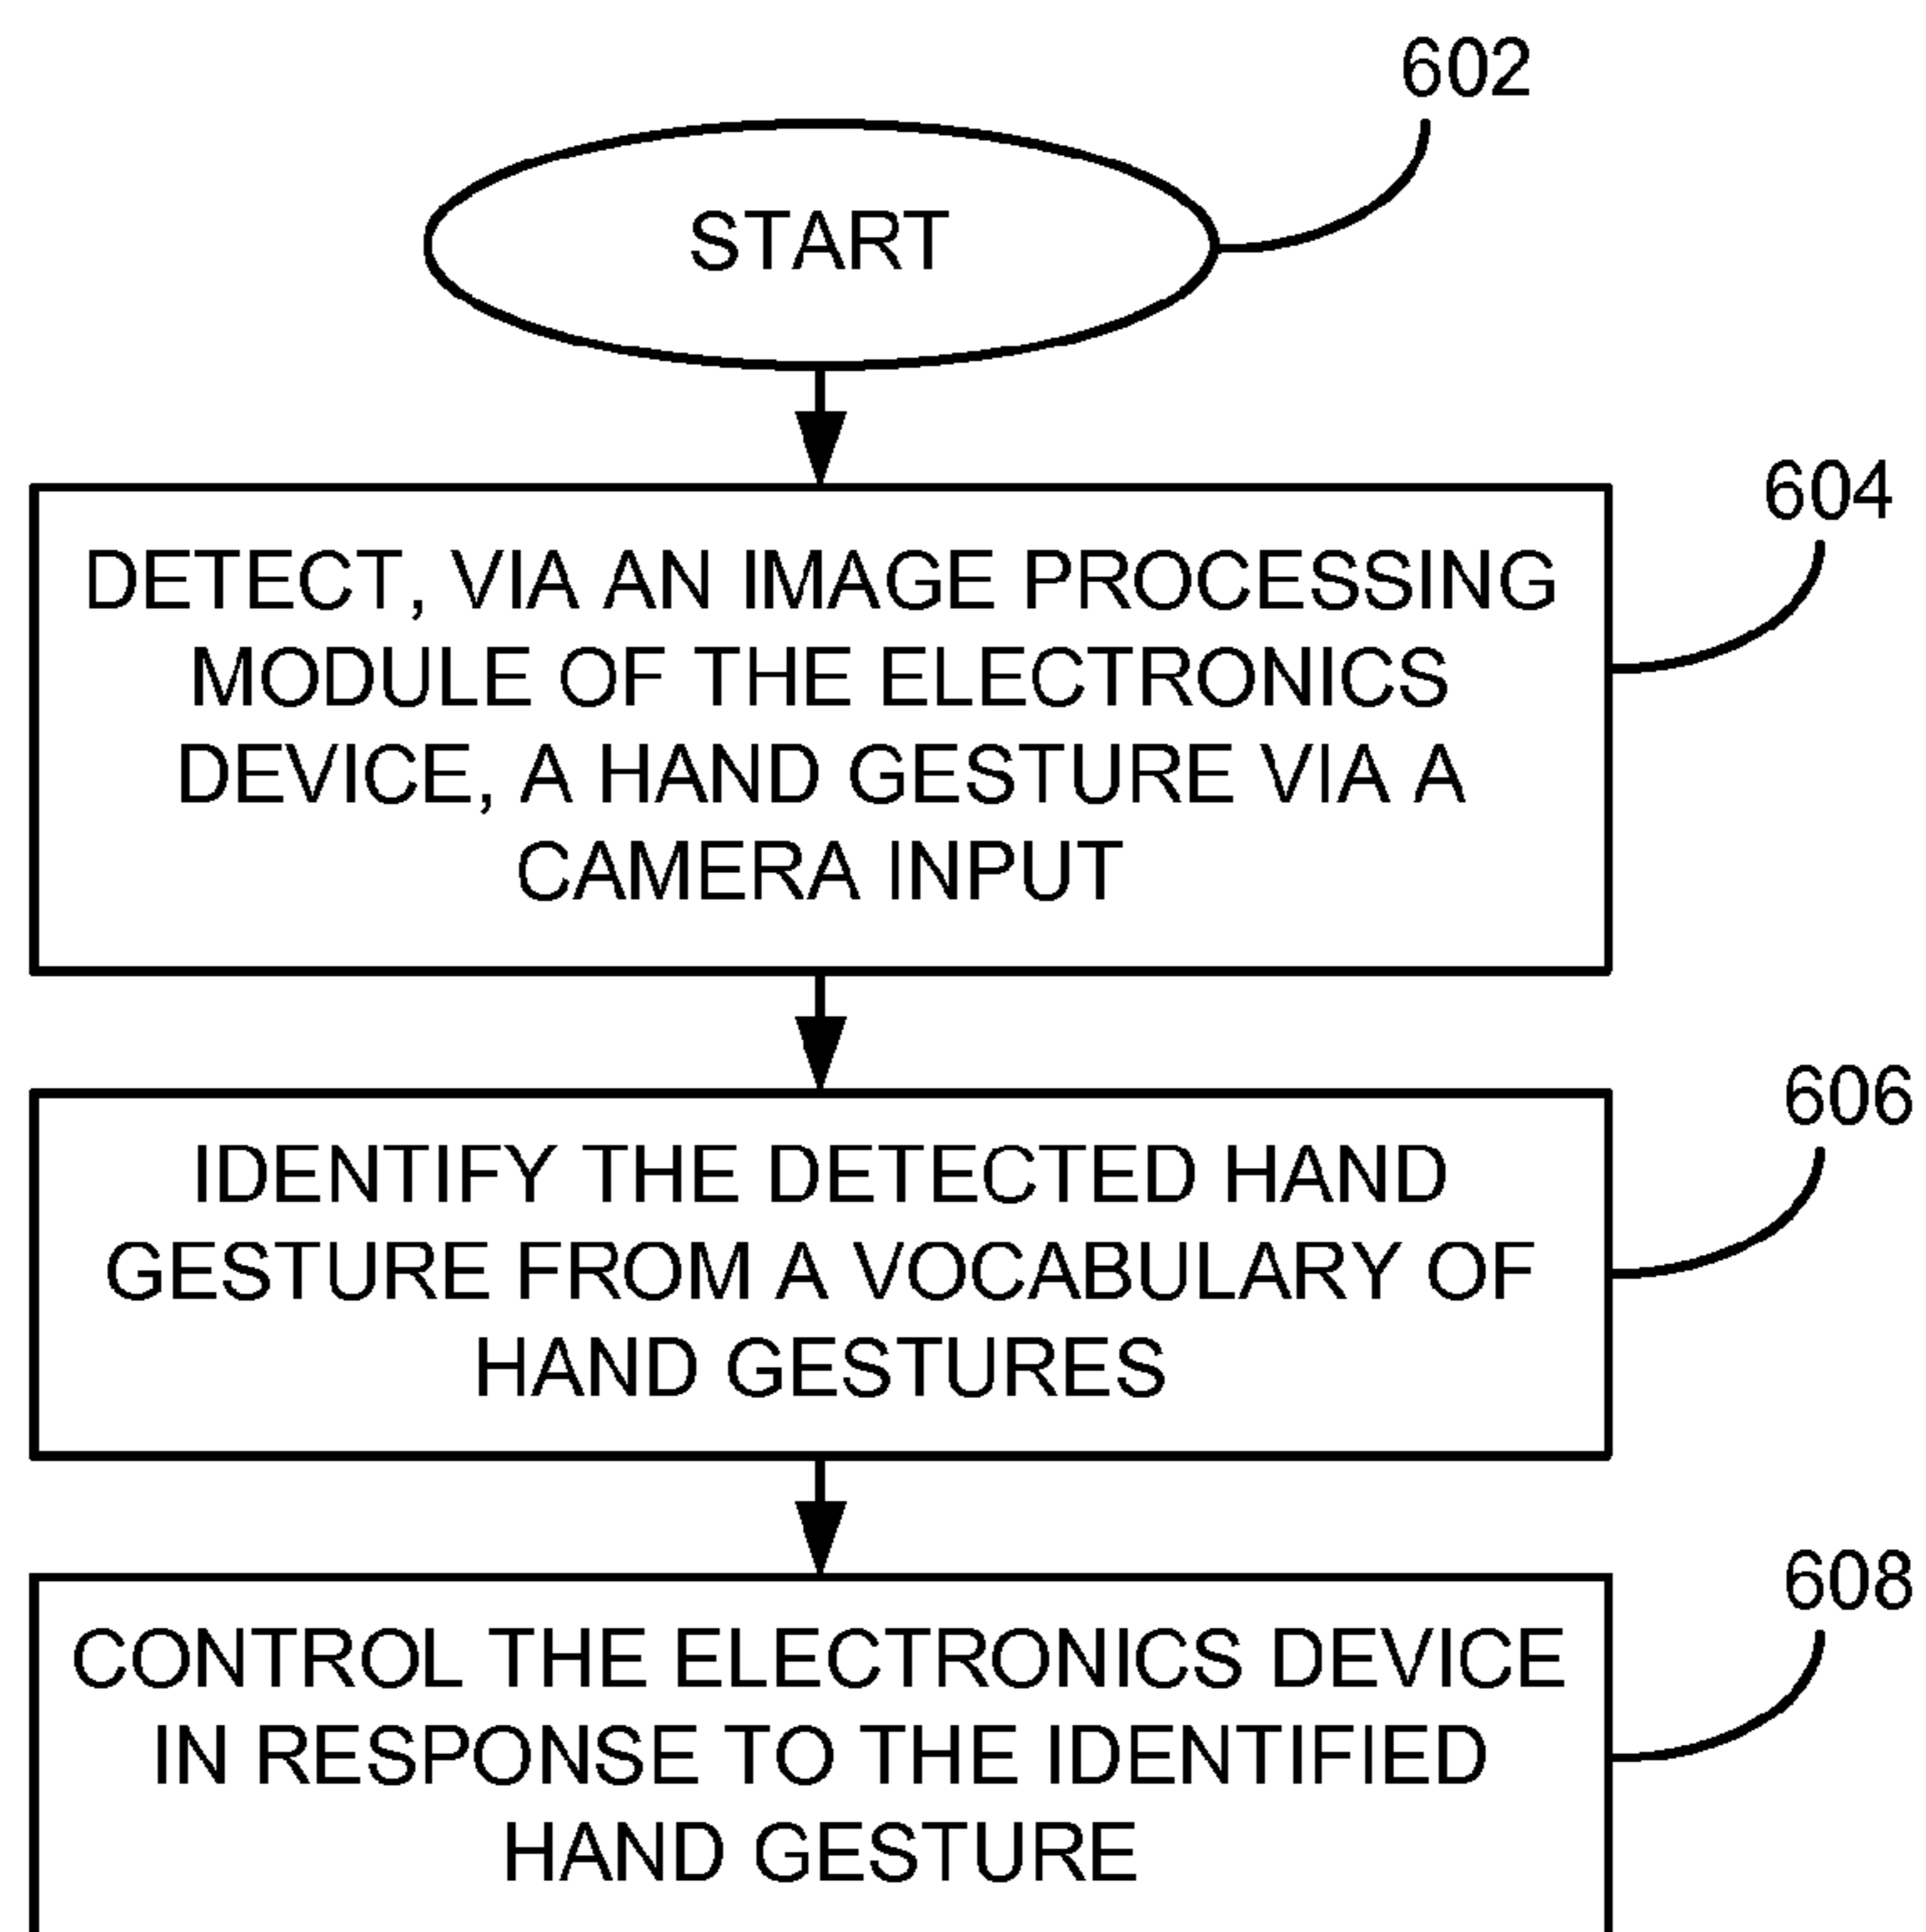 602
START
604
DETECT, VIA AN IMAGE PROCESSING
MODULE OF THE ELECTRONICS
DEVICE, A HAND GESTURE VIA A
CAMERA INPUT
606
IDENTIFY THE DETECTED HAND
GESTURE FROM A VOCABULARY OF
HAND GESTURES
608
CONTROL THE ELECTRONICS DEVICE
IN RESPONSE TO THE IDENTIFIED
HAND GESTURE